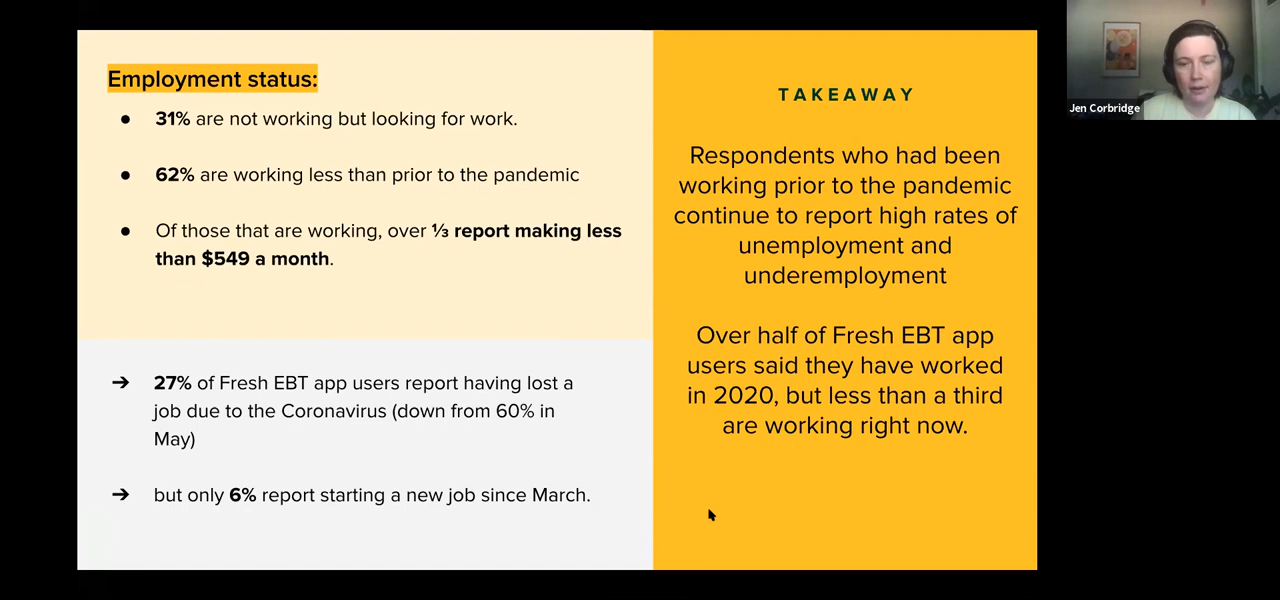 Employment status:
● 31% are not working but looking for work.
● 62% are working less than prior to the pandemic
● Of those that are working, over ⅓ report making less
than $549 a month.
➔ 27% of Fresh EBT app users report having lost a
job due to the Coronavirus (down from 60% in
May)
➔ but only 6% report starting a new job since March.
TAKEAWAY
Respondents who had been
working prior to the pandemic
continue to report high rates of
unemployment and
underemployment
Over half of Fresh EBT app
users said they have worked
in 2020, but less than a third
are working right now.
Jen Corbridge